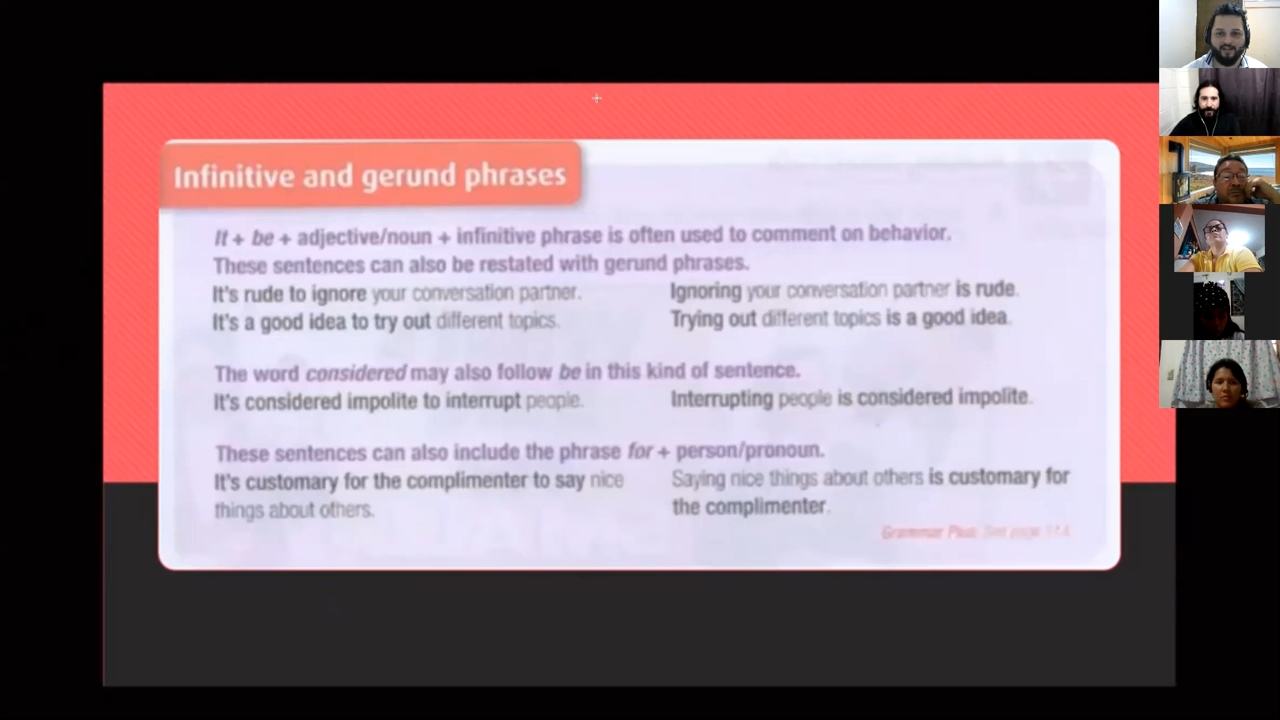 Infinitive and gerund phrases
It + be + adjective/noun + infinitive phrase is often used to comment on behavior.
These sentences can also be restated with gerund phrases.
It's rude to ignore your conversation partner. Ignoring your conversation partner is rude.
It's a good idea to try out different topics. Trying out different topics is a good idea.
The word considered may also follow be in this kind of sentence.
It's considered impolite to interrupt people. Interrupting people is considered impolite.
These sentences can also include the phrase for + person/pronoun.
It's customary for the complimenter to say nice Saying nice things about others is customary for
things about others. the complimenter.
Grammar Plus: See page